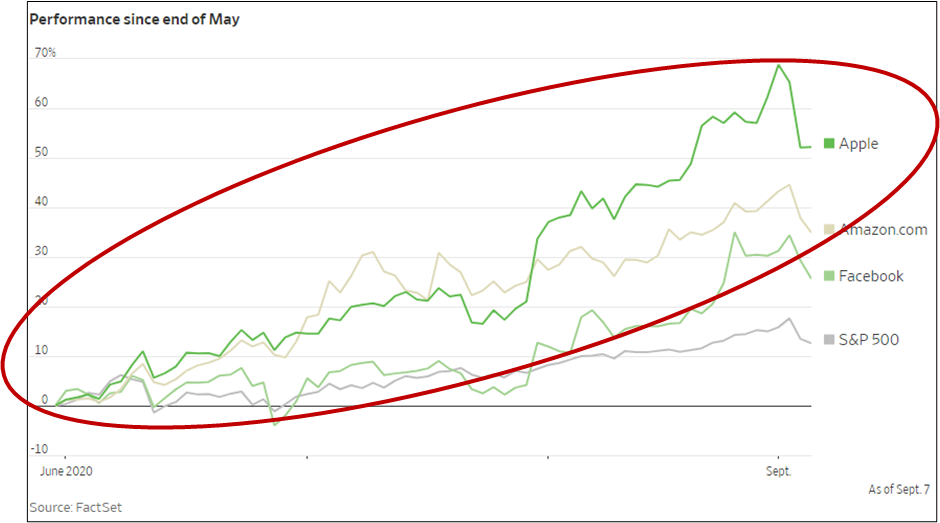 Performance since end of May
70%
60
50
40
30
20
10
0
-10
June 2020
Sept.
Apple
Amazon.com
Facebook
S&P 500
As of Sept. 7
Source: FactSet